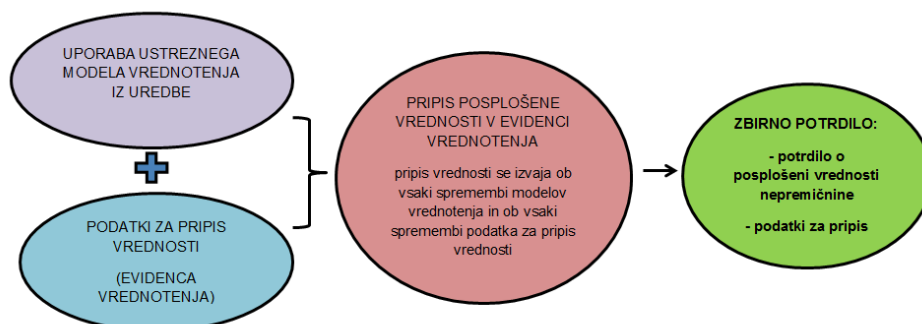 UPORABA USTREZNEGA
MODELA VREDNOTENJA
IZ UREDBE
PODATKI ZA PRIPIS
VREDNOSTI
(EVIDENCA
VREDNOTENJA)
PRIPIS POSPLOŠENE
VREDNOSTI V EVIDENCI
VREDNOTENJA
pripis vrednosti se izvaja ob
vsaki spremembi modelov
vrednotenja in ob vsaki
spremembi podatka za pripis
vrednosti
ZBIRNO POTRDILO:
- potrdilo o
posplošeni vrednosti
nepremičnine
- podatki za pripis